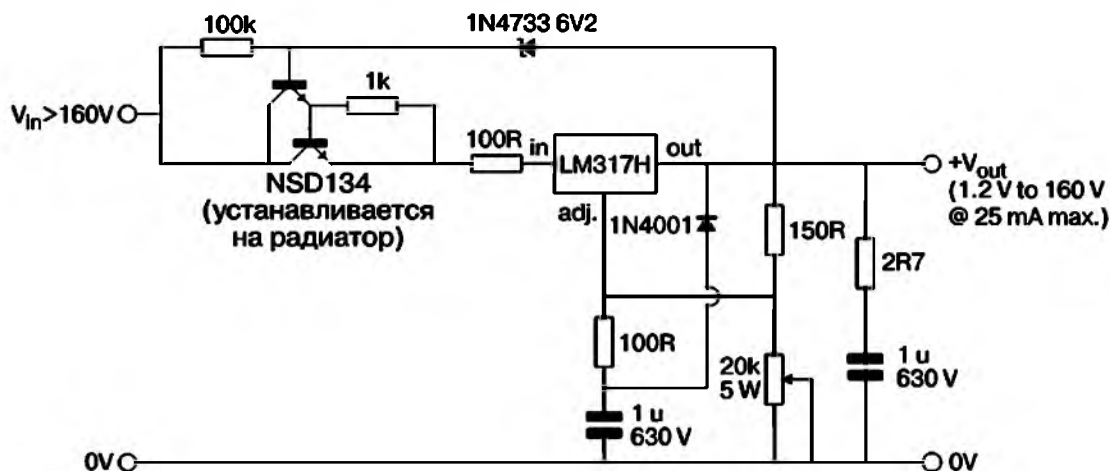 100k
1N4733 6V2
1k
Vin>160V
100R
in
LM317H
out
+Vout
(1.2 V to 160 V
@ 25 mA max.)
NSD134
(устанавливается
на радиатор)
adj.
1N4001
150R
2R7
100R
20k
5 W
1 u
630 V
1 u
630 V
0V
0V